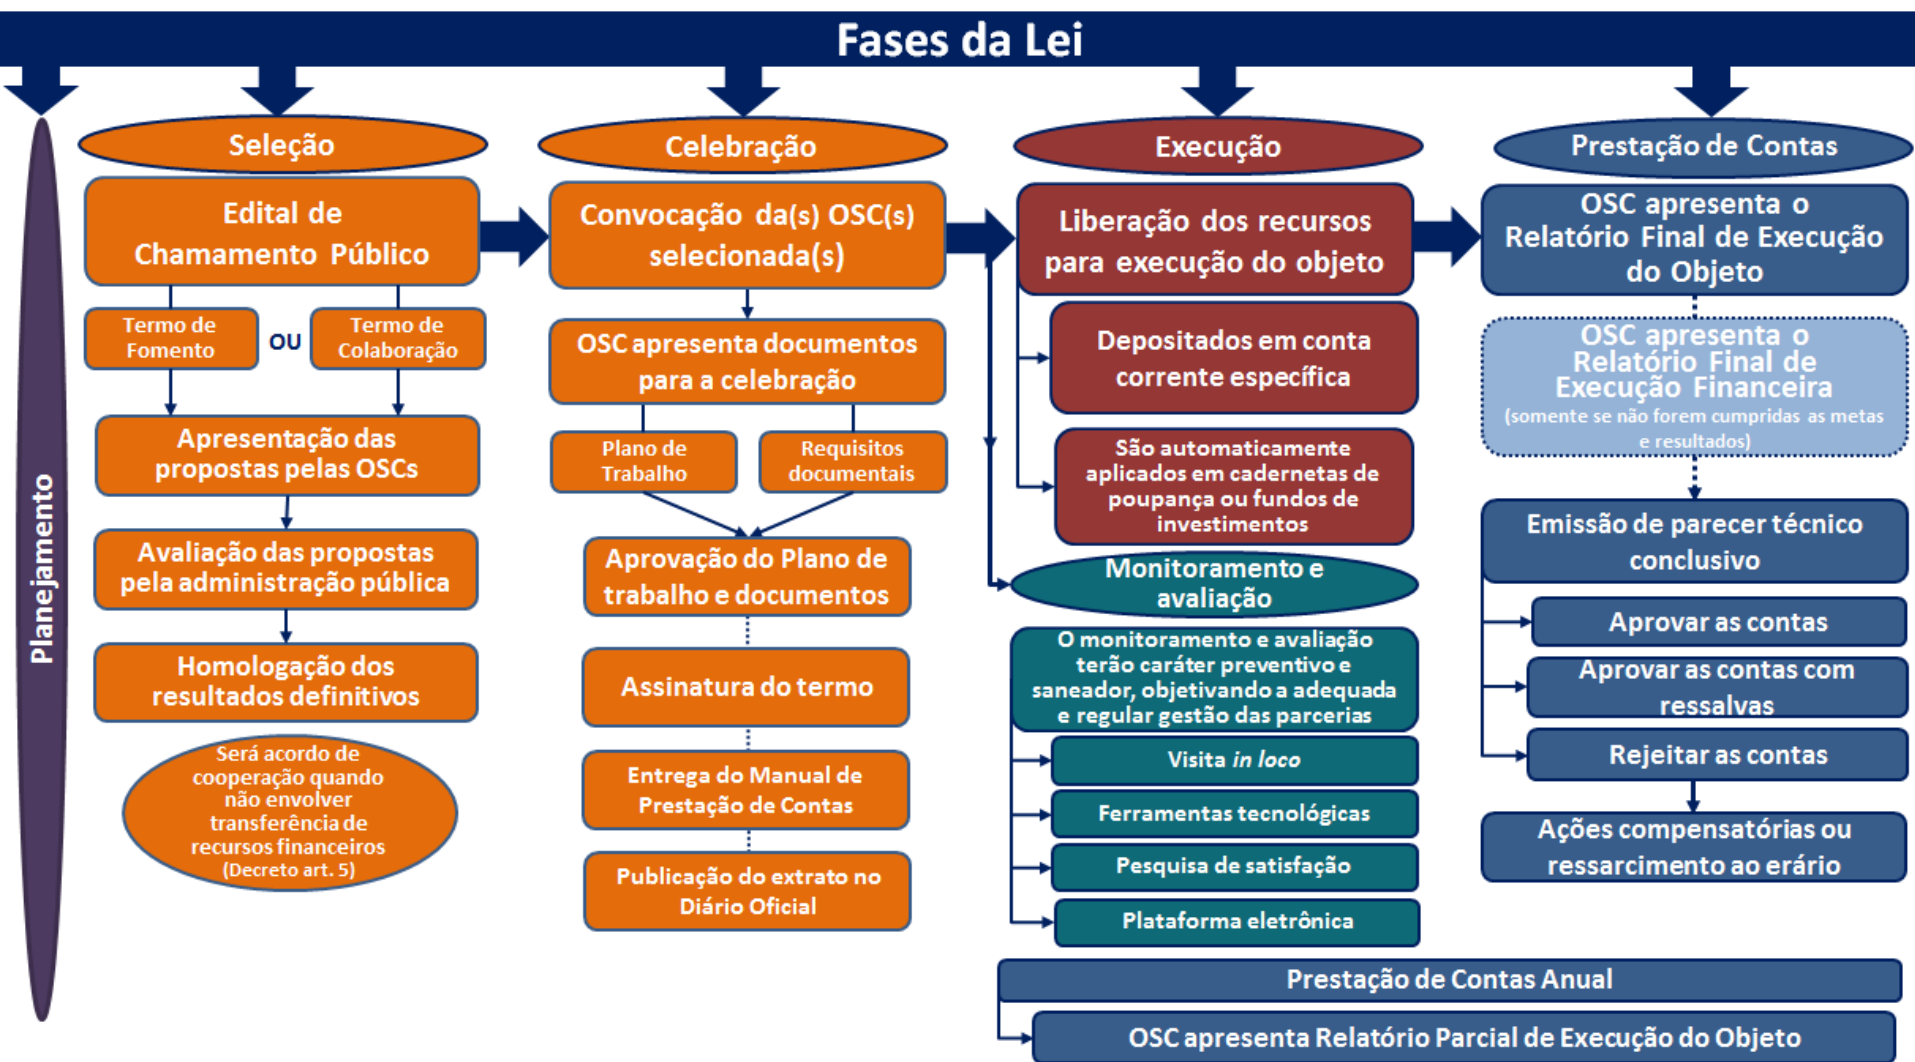 Fases da Lei
Planejamento
Seleção
Edital de
Chamamento Público
Termo de
Fomento
OU
Termo de
Colaboração
Apresentação das
propostas pelas OSCs
Avaliação das propostas
pela administração pública
Homologação dos
resultados definitivos
Será acordo de
cooperação quando
não envolver
transferência de
recursos financeiros
(Decreto art. 5)
Celebração
Convocação da(s) OSC(s)
selecionada(s)
OSC apresenta documentos
para a celebração
Plano de
Trabalho
Requisitos
documentais
Aprovação do Plano de
trabalho e documentos
Assinatura do termo
Entrega do Manual de
Prestação de Contas
Publicação do extrato no
Diário Oficial
Execução
Liberação dos recursos
para execução do objeto
Depositados em conta
corrente específica
São automaticamente
aplicados em cadernetas de
poupança ou fundos de
investimentos
Monitoramento e
avaliação
O monitoramento e avaliação
terão caráter preventivo e
saneador, objetivando a adequada
e regular gestão das parcerias
Visita in loco
Ferramentas tecnológicas
Pesquisa de satisfação
Plataforma eletrônica
Prestação de Contas
OSC apresenta o
Relatório Final de Execução
do Objeto
OSC apresenta o
Relatório Final de
Execução Financeira
(somente se não forem cumpridas as metas
e resultados)
Emissão de parecer técnico
conclusivo
Aprovar as contas
Aprovar as contas com
ressalvas
Rejeitar as contas
Ações compensatórias ou
ressarcimento ao erário
Prestação de Contas Anual
OSC apresenta Relatório Parcial de Execução do Objeto